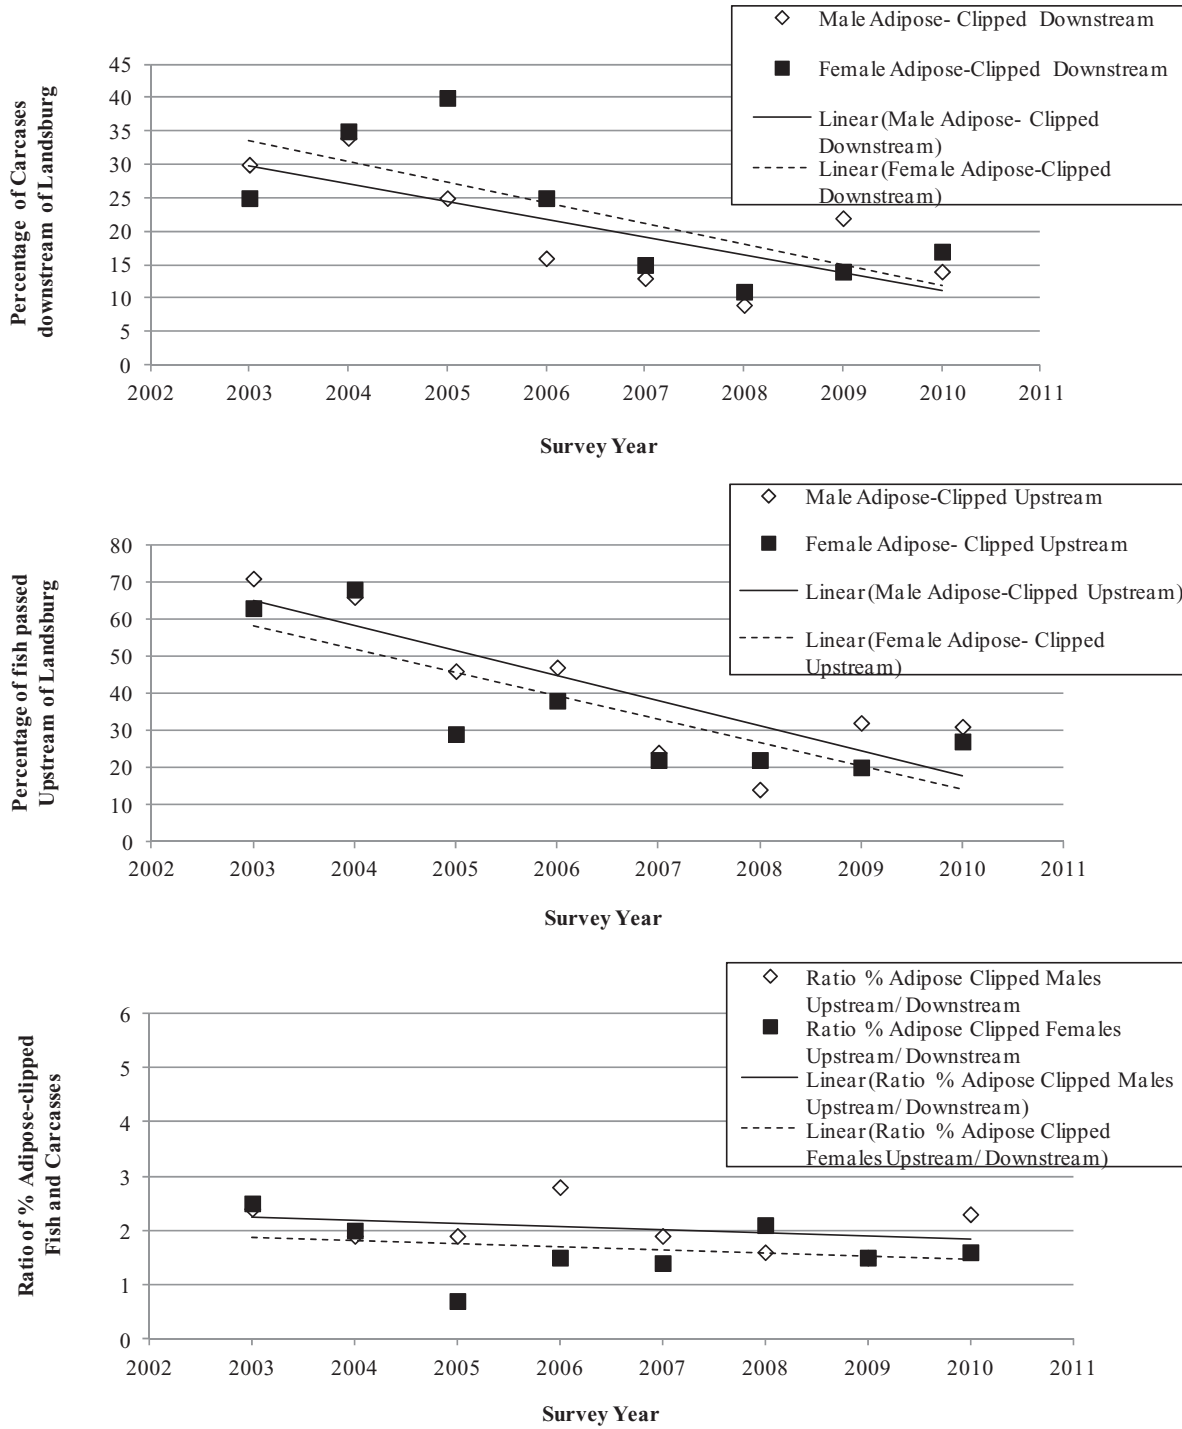 Male Adipose- Clipped Downstream
Female Adipose-Clipped Downstream
Linear (Male Adipose- Clipped
Downstream)
Linear (Female Adipose-Clipped
Downstream)
Percentage of Carcases
downstream of Landsburg
45
40
35
30
25
20
15
10
5
0
2002 2003 2004 2005 2006 2007 2008 2009 2010 2011
Survey Year
Male Adipose-Clipped Upstream
Female Adipose- Clipped Upstream
Linear (Male Adipose-Clipped Upstream)
Linear (Female Adipose- Clipped
Upstream)
Percentage of fish passed
Upstream of Landsburg
80
70
60
50
40
30
20
10
0
2002 2003 2004 2005 2006 2007 2008 2009 2010 2011
Survey Year
Ratio % Adipose Clipped Males
Upstream/Downstream
Ratio % Adipose Clipped Females
Upstream/Downstream
Linear (Ratio % Adipose Clipped Males
Upstream/Downstream)
Linear (Ratio % Adipose Clipped
Females Upstream/Downstream)
Ratio of % Adipose-clipped
Fish and Carcasses
6
5
4
3
2
1
0
2002 2003 2004 2005 2006 2007 2008 2009 2010 2011
Survey Year